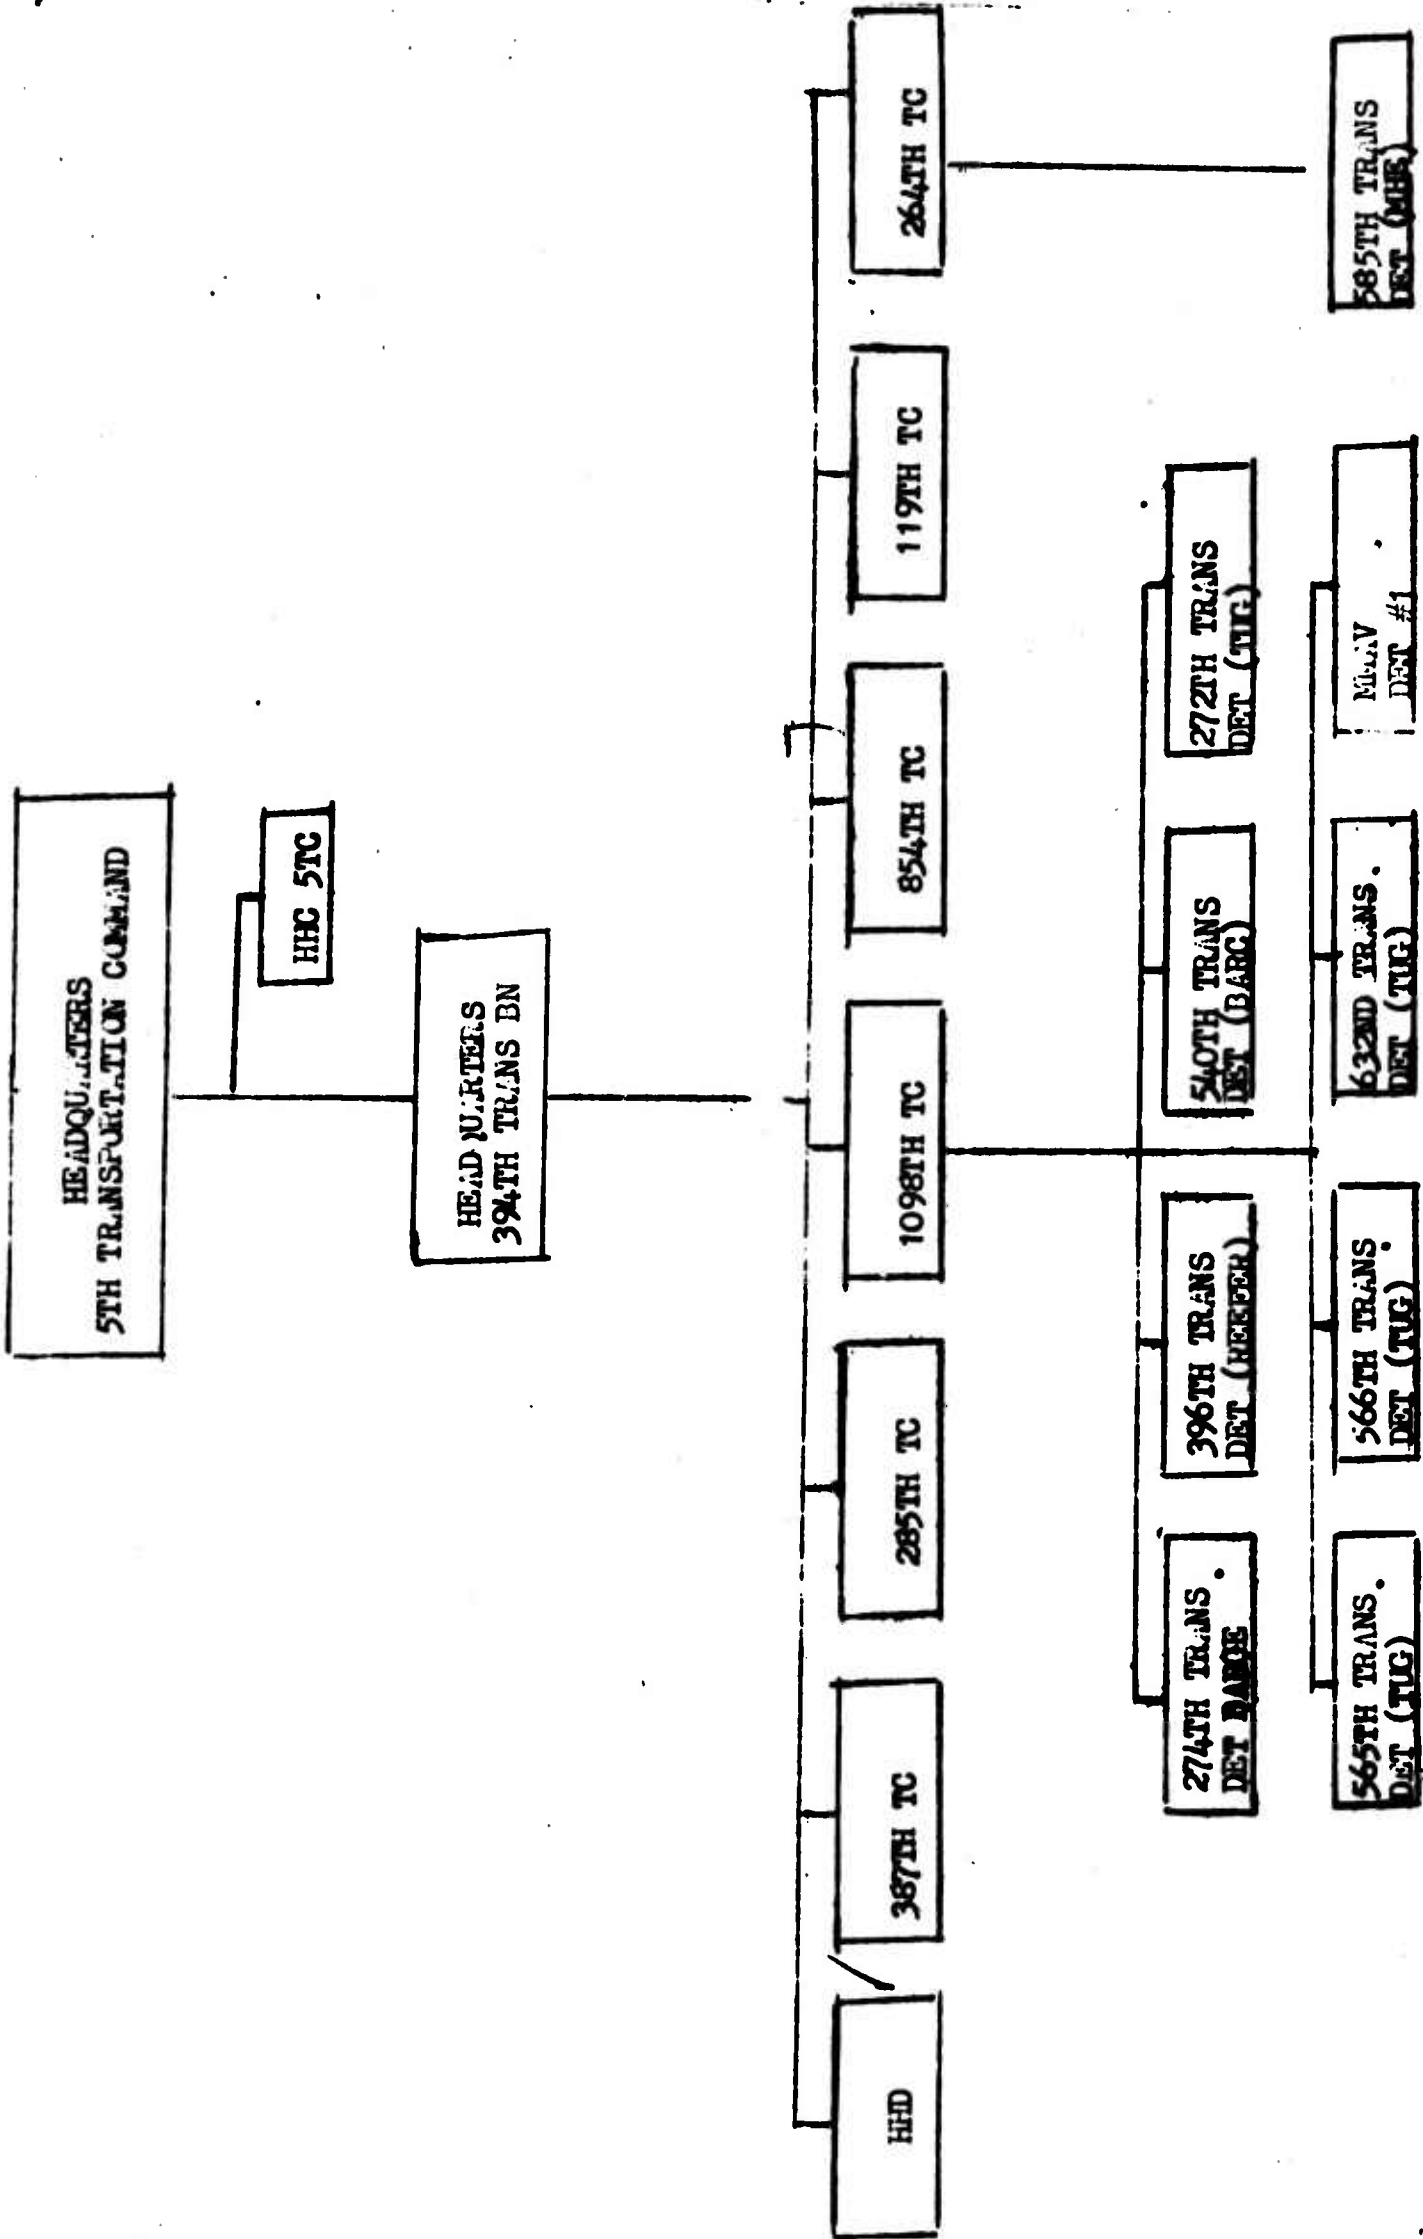 HEADQUARTERS
5TH TRANSPORTATION COMMAND
HHC 5TC
HEADQUARTERS
394TH TRANS BN
HHD
387TH TC
285TH TC
1098TH TC
854TH TC
119TH TC
264TH TC
274TH TRANS.
DET BARGE
396TH TRANS
DET (REEFER)
540TH TRANS
DET (BARC)
272TH TRANS
DET (TUG)
565TH TRANS.
DET (TUG)
566TH TRANS
DET (TUG)
632ND TRANS.
DET (TUG)
DET #1
585TH TRANS
DET (MHE)